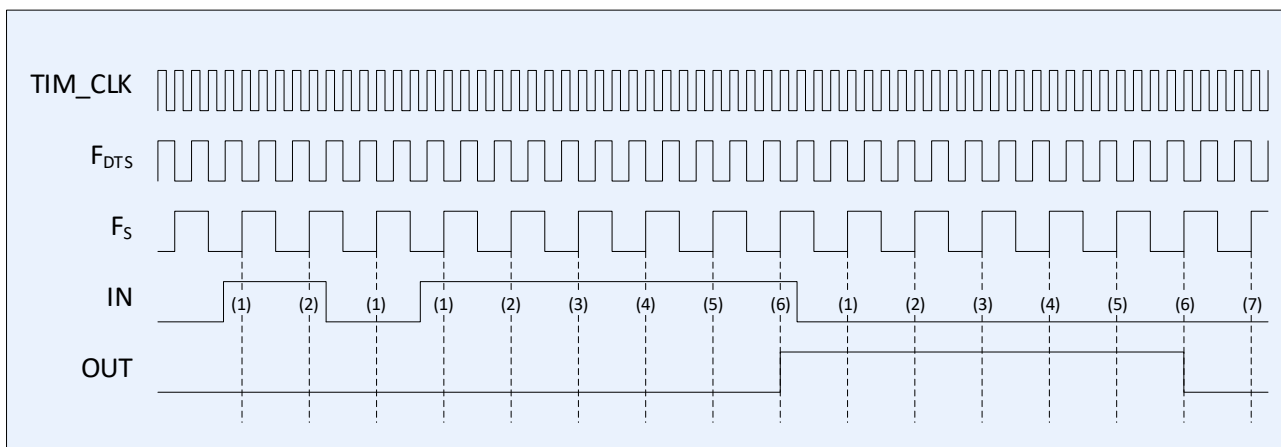 TIM_CLK
FDTS
FS
IN (1) (2) (1) (1) (2) (3) (4) (5) (6) (1) (2) (3) (4) (5) (6) (7)
OUT